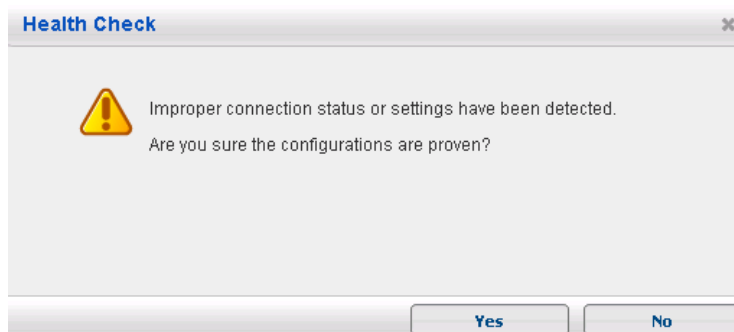 Health Check
Improper connection status or settings have been detected.
Are you sure the configurations are proven?
Yes
No